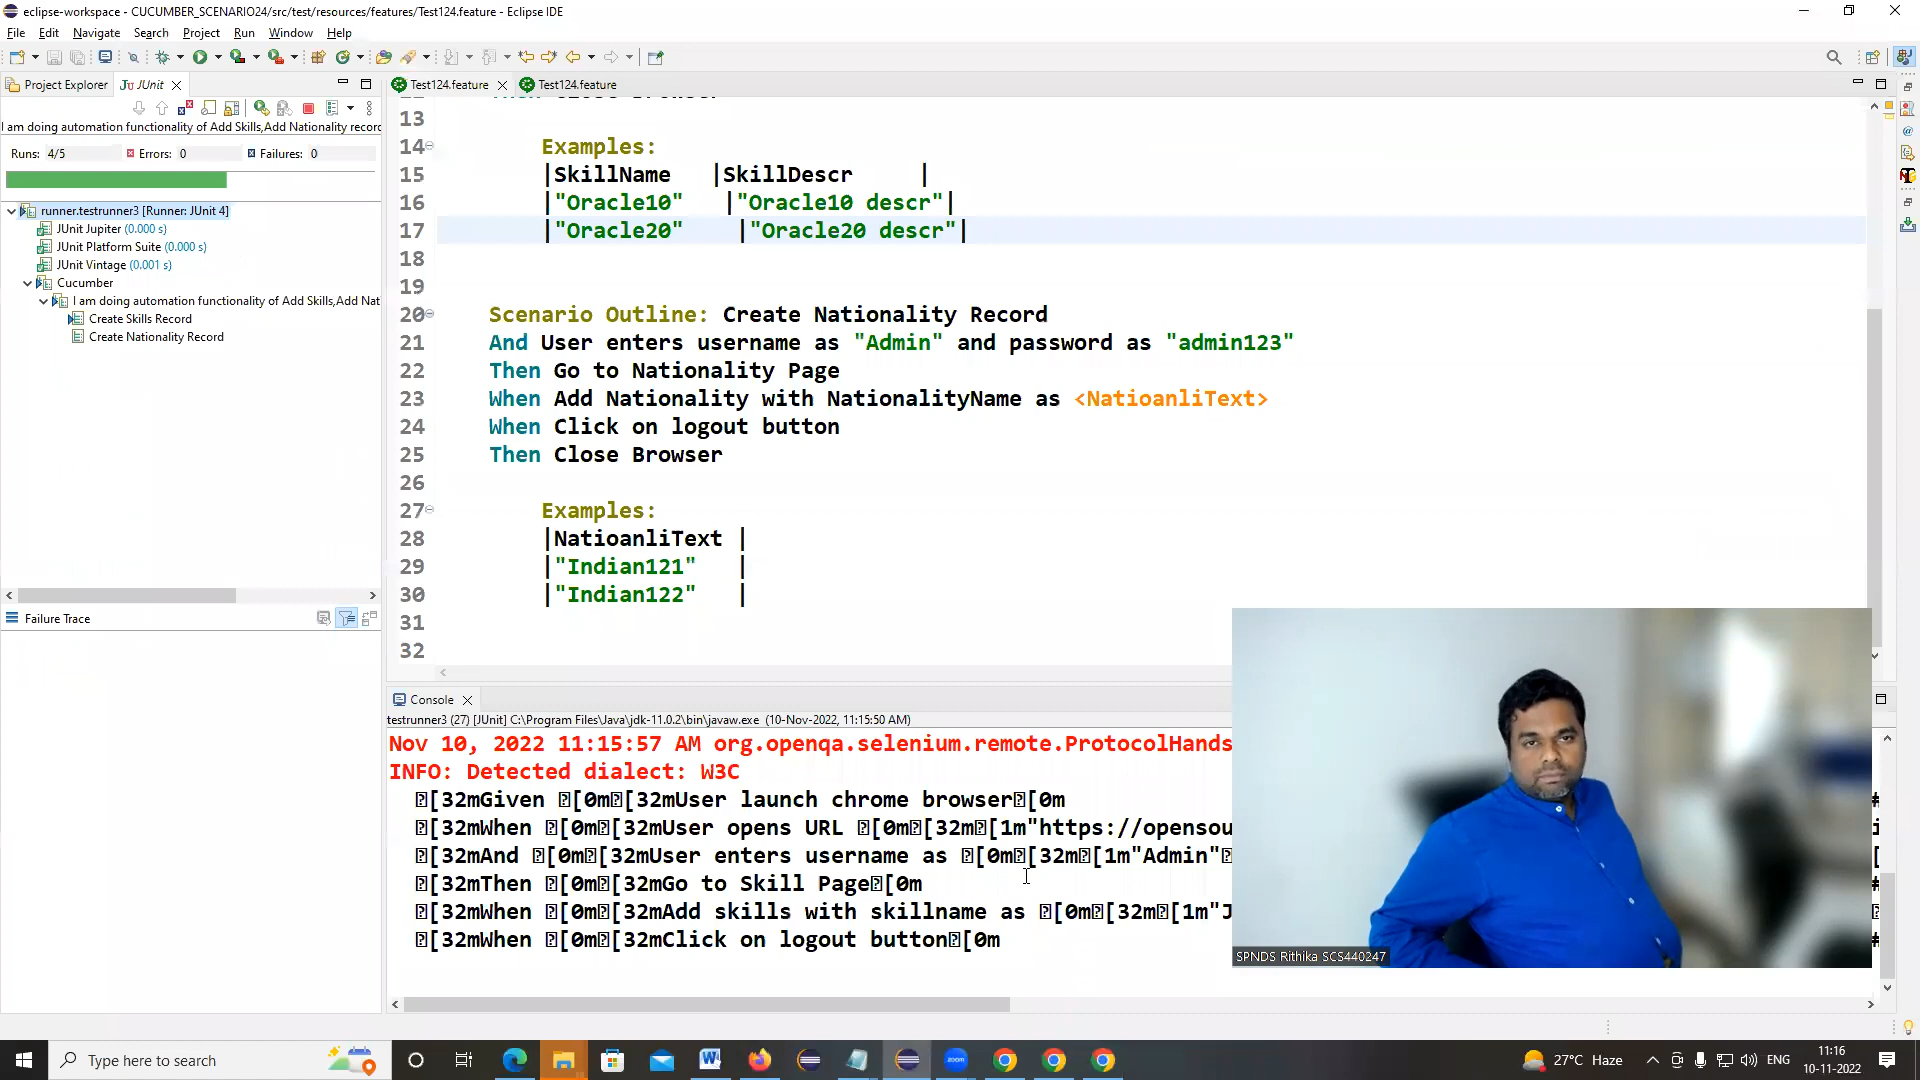 eclipse-workspace - CUCUMBER_SCENARIO24/src/test/resources/features/Test124.feature - Eclipse IDE
File Edit Navigate Search Project Run Window Help
Project Explorer JUnit
Test124.feature Test124.feature
I am doing automation functionality of Add Skills,Add Nationality record
Runs: 4/5 Errors: 0 Failures: 0
runner.testrunner3 [Runner: JUnit 4]
JUnit Jupiter (0.000 s)
JUnit Platform Suite (0.000 s)
JUnit Vintage (0.001 s)
Cucumber
I am doing automation functionality of Add Skills,Add Nat
Create Skills Record
Create Nationality Record
Failure Trace
13
14 Examples:
15 |SkillName |SkillDescr |
16 |"Oracle10" |"Oracle10 descr"|
17 |"Oracle20" |"Oracle20 descr"|
18
19
20 Scenario Outline: Create Nationality Record
21 And User enters username as "Admin" and password as "admin123"
22 Then Go to Nationality Page
23 When Add Nationality with NationalityName as <NatioanliText>
24 When Click on logout button
25 Then Close Browser
26
27 Examples:
28 |NatioanliText |
29 |"Indian121" |
30 |"Indian122" |
31
32
Console
testrunner3 (27) [JUnit] C:\Program Files\Java\jdk-11.0.2\bin\javaw.exe (10-Nov-2022, 11:15:50 AM)
Nov 10, 2022 11:15:57 AM org.openqa.selenium.remote.ProtocolHands
INFO: Detected dialect: W3C
[32mGiven [0m[32mUser launch chrome browser[0m
[32mWhen [0m[32mUser opens URL [0m[32m[1m"https://opensou
[32mAnd [0m[32mUser enters username as [0m[32m[1m"Admin"
[32mThen [0m[32mGo to Skill Page[0m
[32mWhen [0m[32mAdd skills with skillname as [0m[32m[1m"J
[32mWhen [0m[32mClick on logout button[0m
SPNDS Rithika SCS440247
Type here to search
zoom
27°C Haze
ENG
11:16
10-11-2022